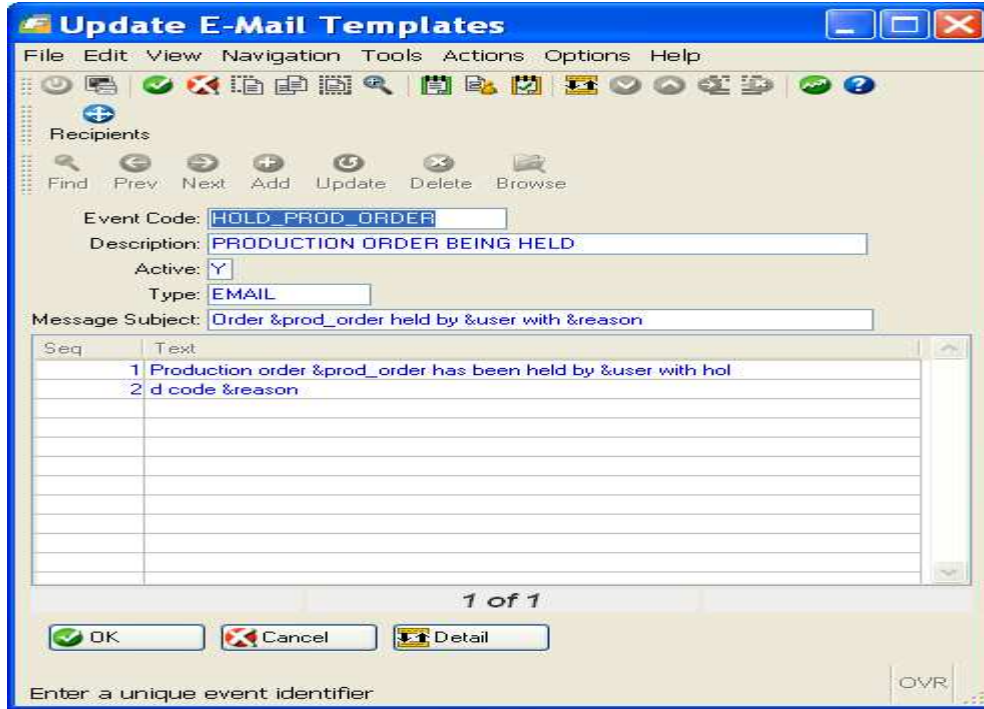 Update E-Mail Templates
File Edit View Navigation Tools Actions Options Help
Recipients
Find Prev Next Add Update Delete Browse
Event Code: HOLD_PROD_ORDER
Description: PRODUCTION ORDER BEING HELD
Active: Y
Type: EMAIL
Message Subject: Order &prod_order held by &user with &reason
Seq Text
1 Production order &prod_order has been held by &user with hol
2 d code &reason
1 of 1
OK Cancel Detail
Enter a unique event identifier OVR